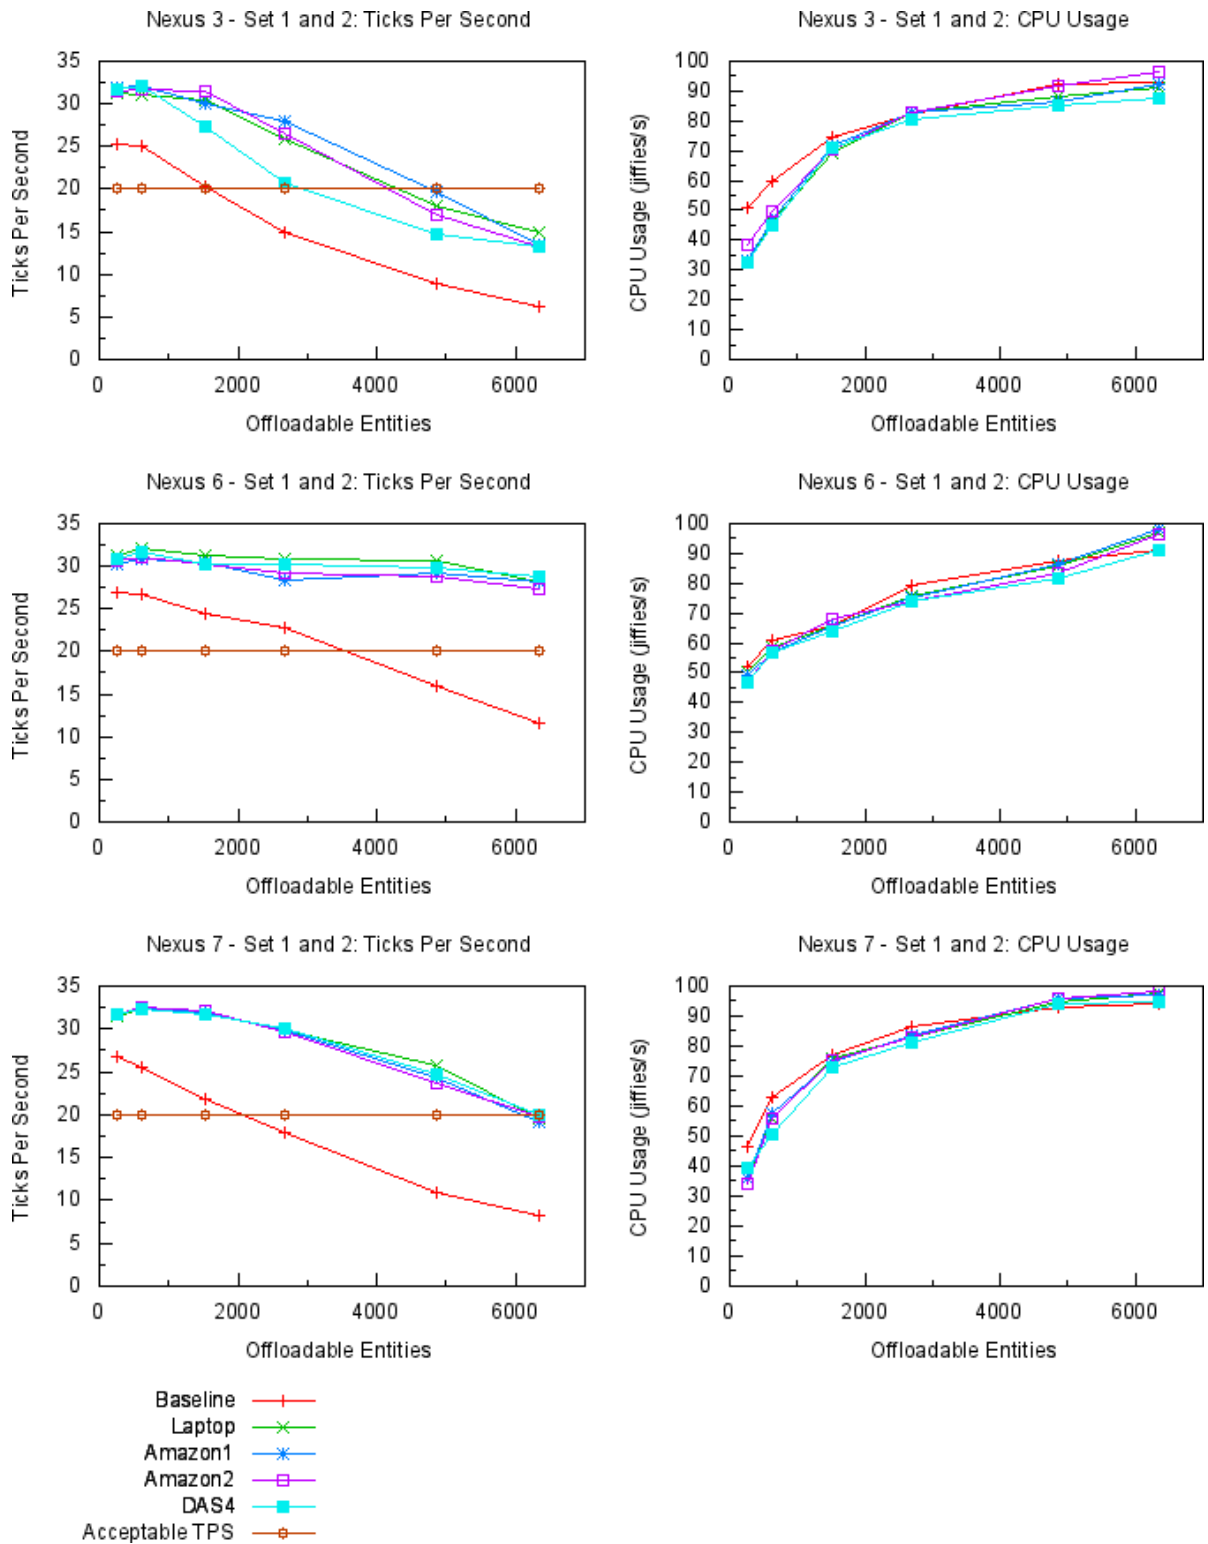 Nexus 3 - Set 1 and 2: Ticks Per Second
35
30
25
20
15
10
5
0
0 2000 4000 6000
Ticks Per Second
Offloadable Entities
Nexus 3 - Set 1 and 2: CPU Usage
100
90
80
70
60
50
40
30
20
10
0
0 2000 4000 6000
CPU Usage (jiffies/s)
Offloadable Entities
Nexus 6 - Set 1 and 2: Ticks Per Second
35
30
25
20
15
10
5
0
0 2000 4000 6000
Ticks Per Second
Offloadable Entities
Nexus 6 - Set 1 and 2: CPU Usage
100
90
80
70
60
50
40
30
20
10
0
0 2000 4000 6000
CPU Usage (jiffies/s)
Offloadable Entities
Nexus 7 - Set 1 and 2: Ticks Per Second
35
30
25
20
15
10
5
0
0 2000 4000 6000
Ticks Per Second
Offloadable Entities
Nexus 7 - Set 1 and 2: CPU Usage
100
90
80
70
60
50
40
30
20
10
0
0 2000 4000 6000
CPU Usage (jiffies/s)
Offloadable Entities
Baseline
Laptop
Amazon1
Amazon2
DAS4
Acceptable TPS